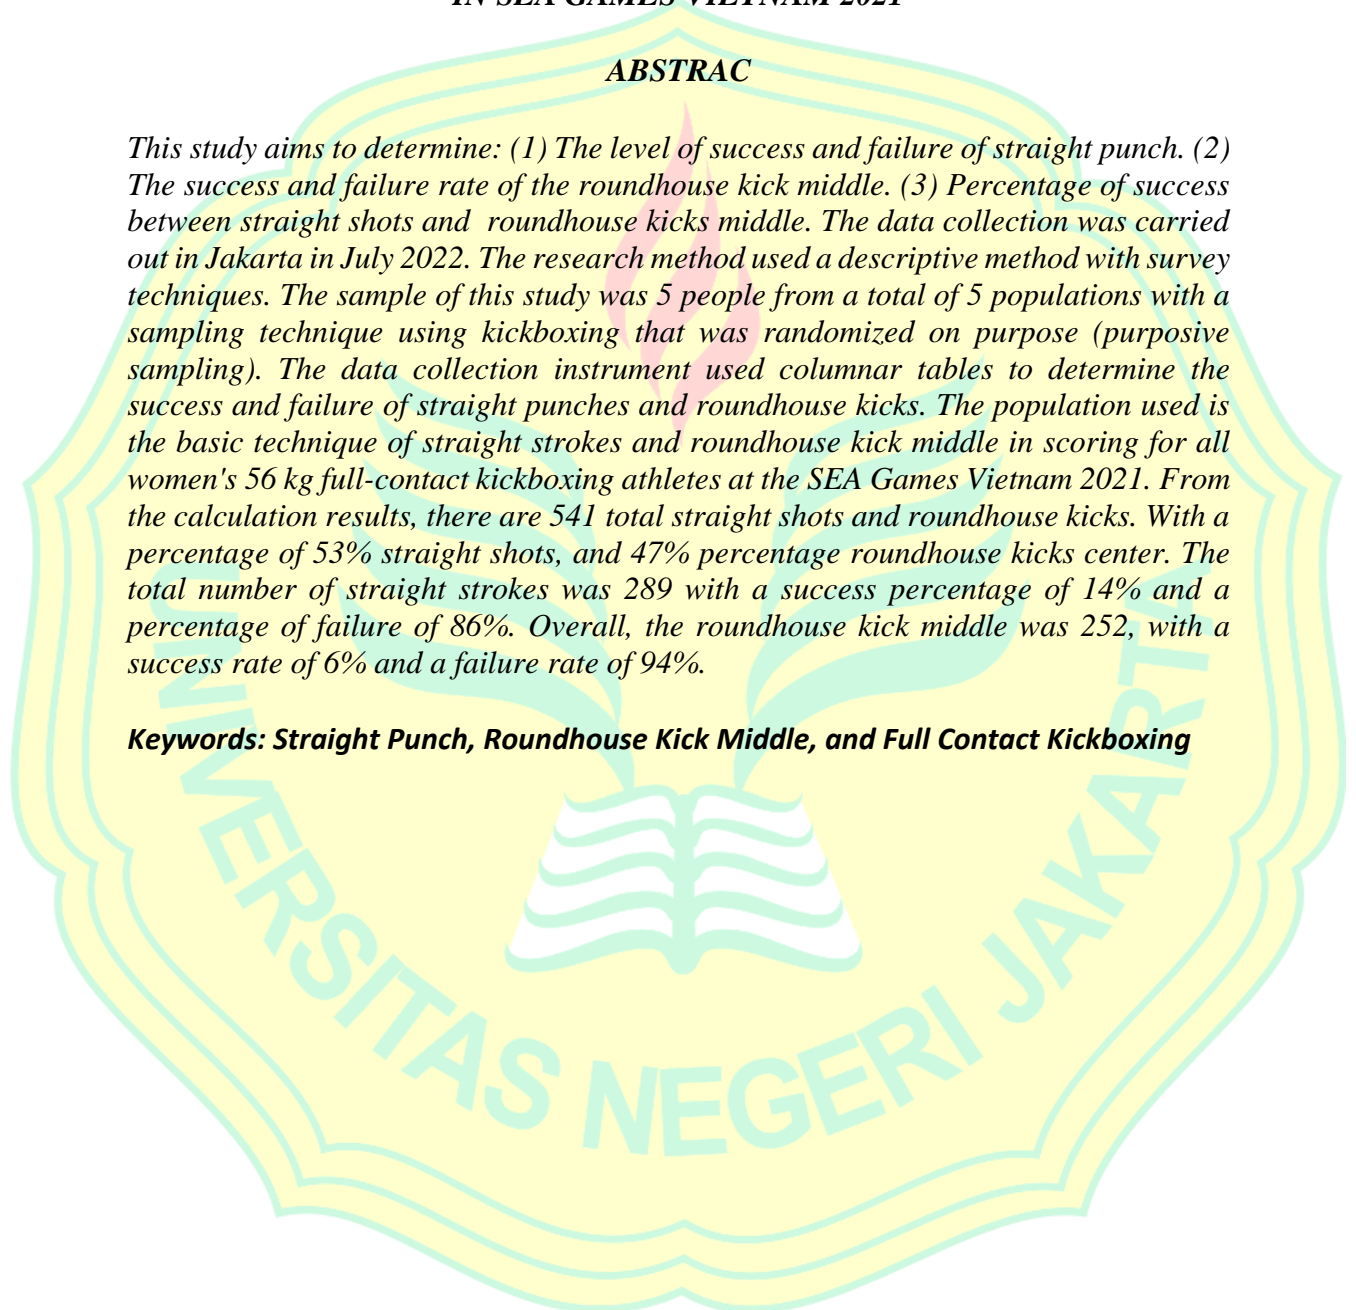 IN SEA GAMES VIETNAM 2021
ABSTRAC
This study aims to determine: (1) The level of success and failure of straight punch. (2)
The success and failure rate of the roundhouse kick middle. (3) Percentage of success
between straight shots and roundhouse kicks middle. The data collection was carried
out in Jakarta in July 2022. The research method used a descriptive method with survey
techniques. The sample of this study was 5 people from a total of 5 populations with a
sampling technique using kickboxing that was randomized on purpose (purposive
sampling). The data collection instrument used columnar tables to determine the
success and failure of straight punches and roundhouse kicks. The population used is
the basic technique of straight strokes and roundhouse kick middle in scoring for all
women's 56 kg full-contact kickboxing athletes at the SEA Games Vietnam 2021. From
the calculation results, there are 541 total straight shots and roundhouse kicks. With a
percentage of 53% straight shots, and 47% percentage roundhouse kicks center. The
total number of straight strokes was 289 with a success percentage of 14% and a
percentage of failure of 86%. Overall, the roundhouse kick middle was 252, with a
success rate of 6% and a failure rate of 94%.
Keywords: Straight Punch, Roundhouse Kick Middle, and Full Contact Kickboxing
UNIVERSITAS NEGERI JAKARTA